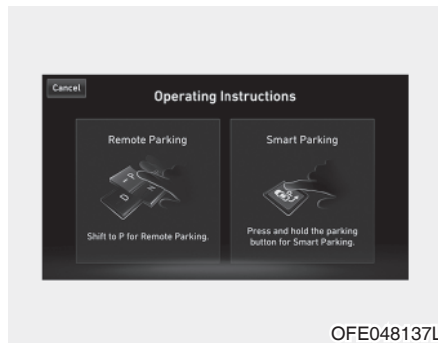 Cancel
Operating Instructions
Remote Parking
Smart Parking
P
N
D
P
Shift to P for Remote Parking.
Press and hold the parking
button for Smart Parking.
OFE048137L